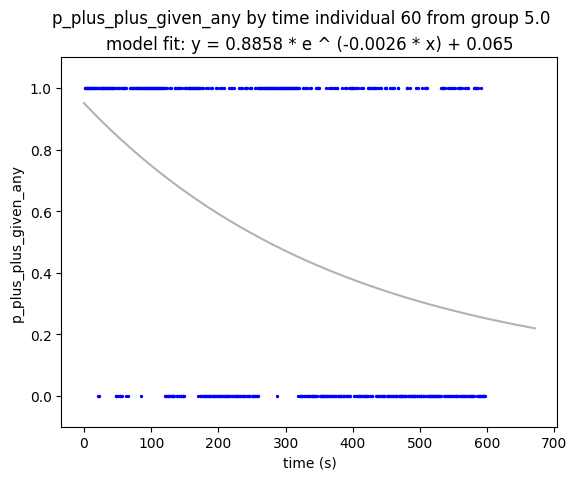 p_plus_plus_given_any by time individual 60 from group 5.0
model fit: y = 0.8858 * e ^ (-0.0026 * x) + 0.065
p_plus_plus_given_any
1.0
0.8
0.6
0.4
0.2
0.0
0 100 200 300 400 500 600 700
time (s)